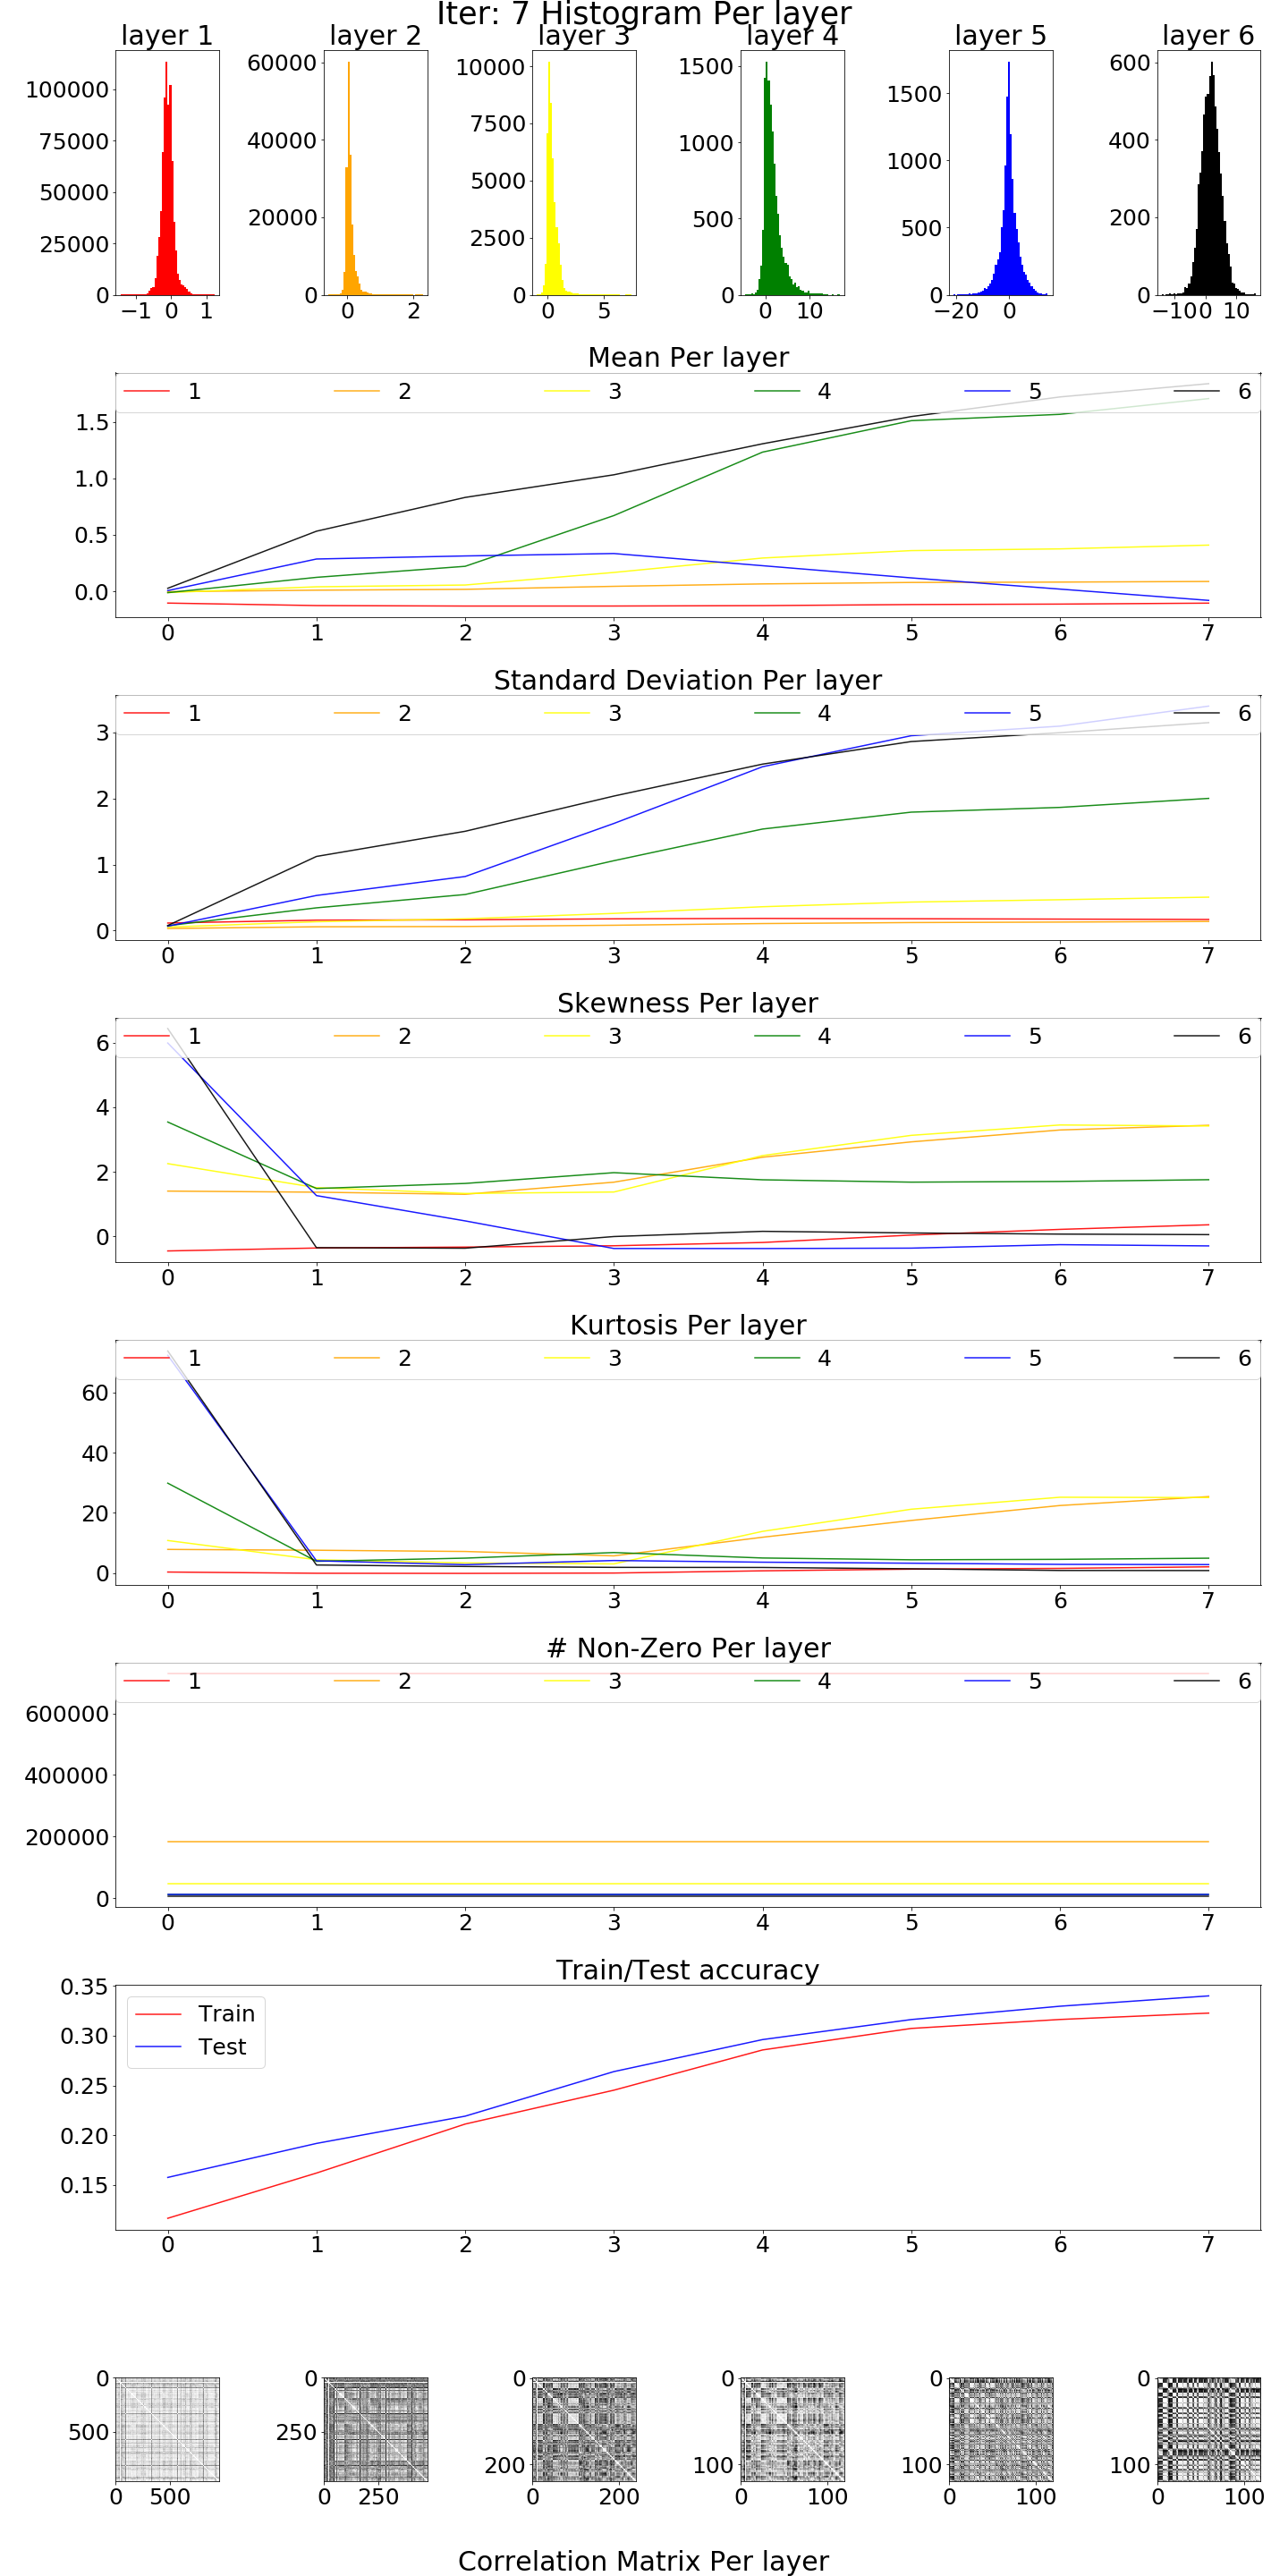 Iter: 7 Histogram Per layer
layer 1 layer 2 layer 3 layer 4 layer 5 layer 6
100000 75000 50000 25000 0
−1 0 1
60000 40000 20000 0
0 2
10000 7500 5000 2500 0
0 5
1500 1000 500 0
0 10
1500 1000 500 0
−20 0
600 400 200 0
−10 0 10
Mean Per layer
1 2 3 4 5 6
1.5
1.0
0.5
0.0
0 1 2 3 4 5 6 7
Standard Deviation Per layer
1 2 3 4 5 6
3
2
1
0
0 1 2 3 4 5 6 7
Skewness Per layer
1 2 3 4 5 6
6
4
2
0
0 1 2 3 4 5 6 7
Kurtosis Per layer
1 2 3 4 5 6
60
40
20
0
0 1 2 3 4 5 6 7
# Non-Zero Per layer
1 2 3 4 5 6
600000
400000
200000
0
0 1 2 3 4 5 6 7
Train/Test accuracy
Train
Test
0.35
0.30
0.25
0.20
0.15
0 1 2 3 4 5 6 7
0 500
0 500
0 250
0 250
0 200
0 200
0 100
0 100
0 100
0 100
0 100
0 100
Correlation Matrix Per layer